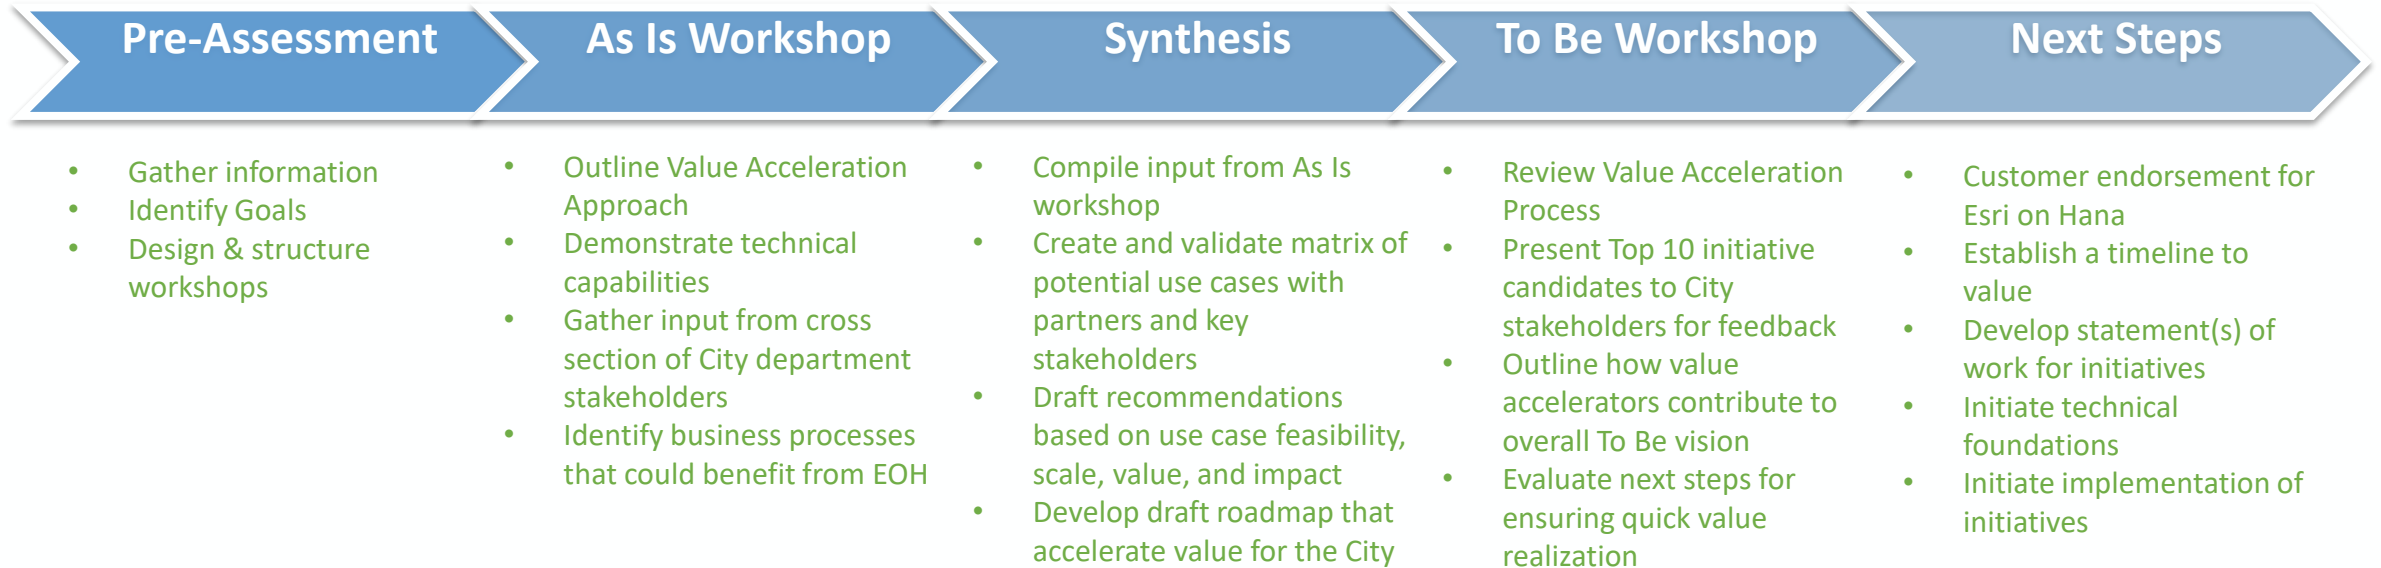 Pre-Assessment
As Is Workshop
Synthesis
To Be Workshop
Next Steps
• Gather information
• Identify Goals
• Design & structure
workshops
• Outline Value Acceleration
Approach
• Demonstrate technical
capabilities
• Gather input from cross
section of City department
stakeholders
• Identify business processes
that could benefit from EOH
• Compile input from As Is
workshop
• Create and validate matrix of
potential use cases with
partners and key
stakeholders
• Draft recommendations
based on use case feasibility,
scale, value, and impact
• Develop draft roadmap that
accelerate value for the City
• Review Value Acceleration
Process
• Present Top 10 initiative
candidates to City
stakeholders for feedback
• Outline how value
accelerators contribute to
overall To Be vision
• Evaluate next steps for
ensuring quick value
realization
• Customer endorsement for
Esri on Hana
• Establish a timeline to
value
• Develop statement(s) of
work for initiatives
• Initiate technical
foundations
• Initiate implementation of
initiatives